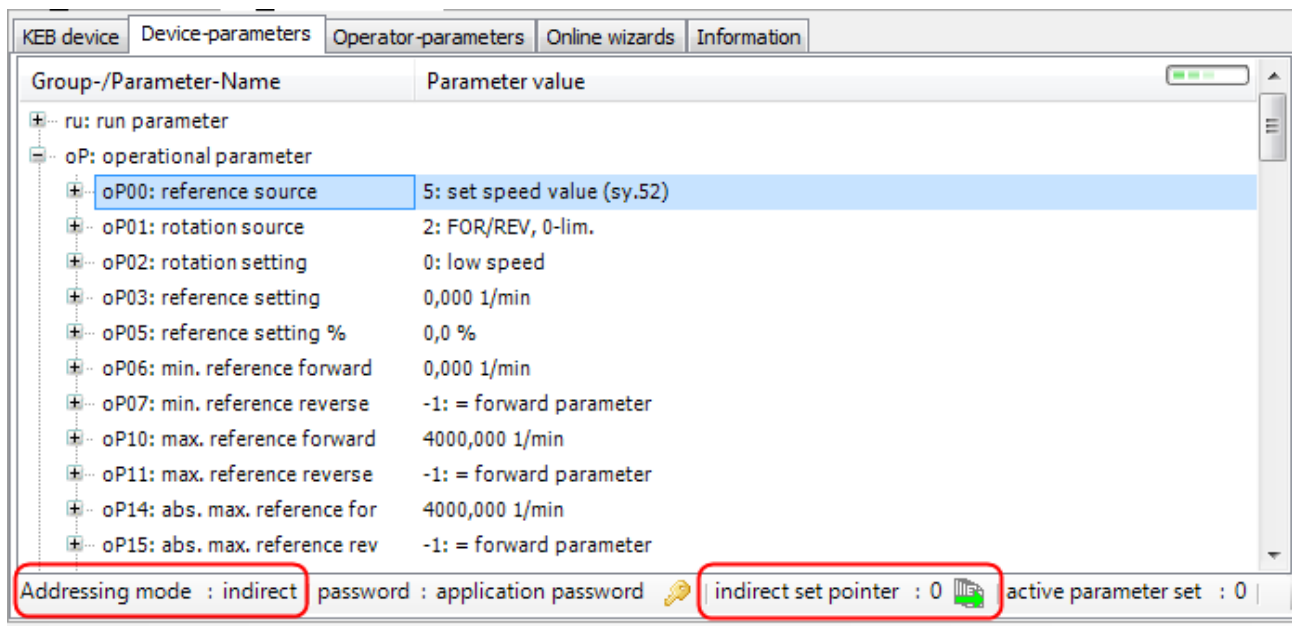 KEB device Device-parameters Operator-parameters Online wizards Information
Group-/Parameter-Name Parameter value
ru: run parameter
oP: operational parameter
oP00: reference source 5: set speed value (sy.52)
oP01: rotation source 2: FOR/REV, 0-lim.
oP02: rotation setting 0: low speed
oP03: reference setting 0,000 1/min
oP05: reference setting % 0,0 %
oP06: min. reference forward 0,000 1/min
oP07: min. reference reverse -1: = forward parameter
oP10: max. reference forward 4000,000 1/min
oP11: max. reference reverse -1: = forward parameter
oP14: abs. max. reference for 4000,000 1/min
oP15: abs. max. reference rev -1: = forward parameter
Addressing mode : indirect password : application password indirect set pointer : 0 active parameter set : 0